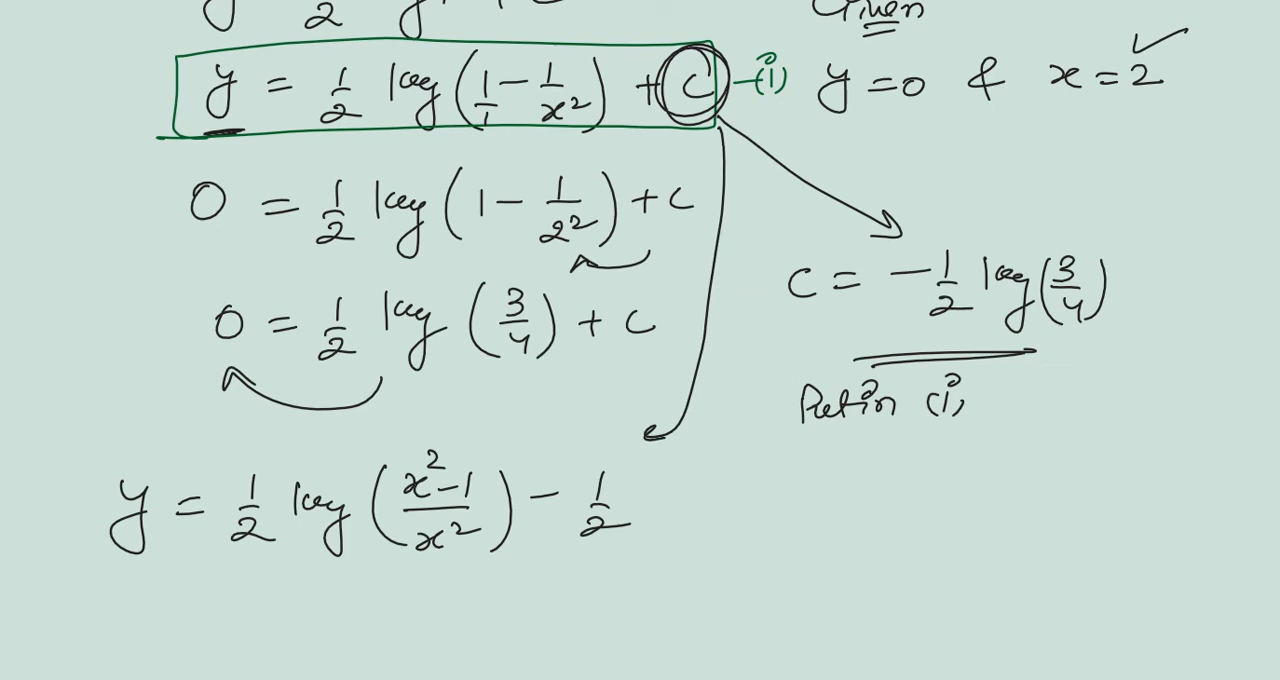 Given
y = 1/2 log(1/1 - 1/x²) + C -(i)
y = 0 & x = 2 ✓
0 = 1/2 log(1 - 1/2²) + C
0 = 1/2 log(3/4) + C
C = -1/2 log(3/4)
Put in (i)
y = 1/2 log((x²-1)/x²) - 1/2